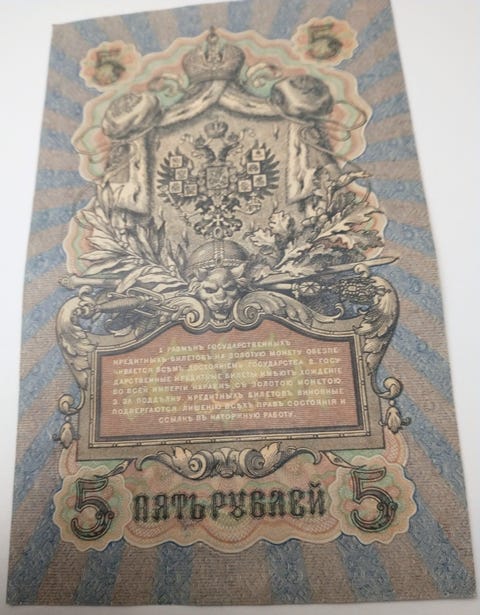 5 5
1. РАЗМѢНЪ ГОСУДАРСТВЕННЫХЪ
КРЕДИТНЫХЪ БИЛЕТОВЪ НА ЗОЛОТУЮ МОНЕТУ ОБЕЗПЕ-
ЧИВАЕТСЯ ВСѢМЪ ДОСТОЯНІЕМЪ ГОСУДАРСТВА. 2. ГОСУ-
ДАРСТВЕННЫЕ КРЕДИТНЫЕ БИЛЕТЫ ИМѢЮТЪ ХОЖДЕНІЕ
ВО ВСЕЙ ИМПЕРІИ НАРАВНѢ СЪ ЗОЛОТОЮ МОНЕТОЮ.
3. ЗА ПОДДѢЛКУ КРЕДИТНЫХЪ БИЛЕТОВЪ ВИНОВНЫЕ
ПОДВЕРГАЮТСЯ ЛИШЕНІЮ ВСѢХЪ ПРАВЪ СОСТОЯНІЯ И
ССЫЛКѢ ВЪ КАТОРЖНУЮ РАБОТУ.
5 ПЯТЬ РУБЛЕЙ 5